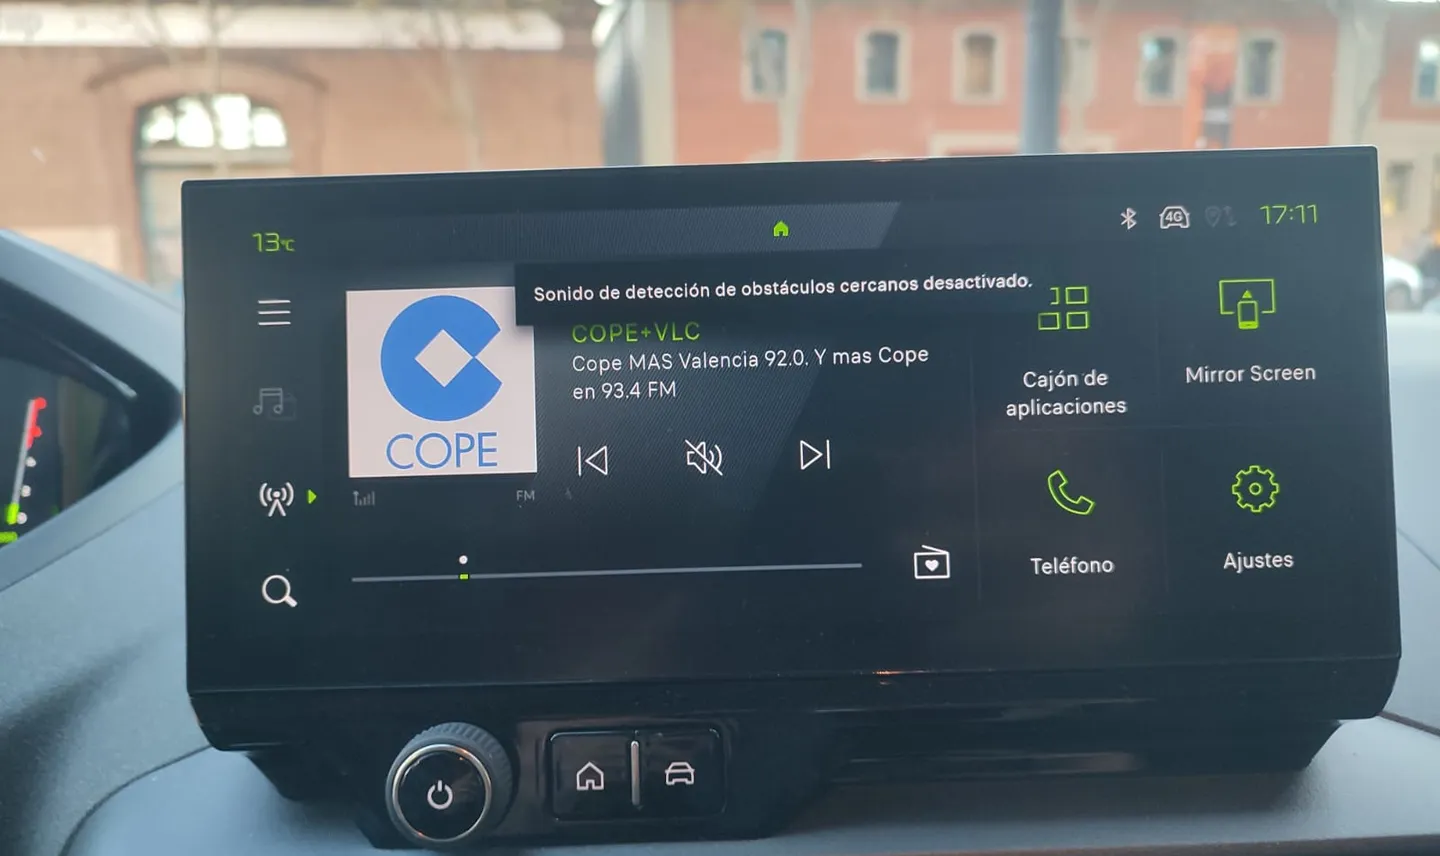 13°C
4G
17:11
Sonido de detección de obstáculos cercanos desactivado.
COPE+VLC
Cope MAS Valencia 92.0. Y mas Cope
en 93.4 FM
COPE
FM
Cajón de
aplicaciones
Mirror Screen
Teléfono
Ajustes